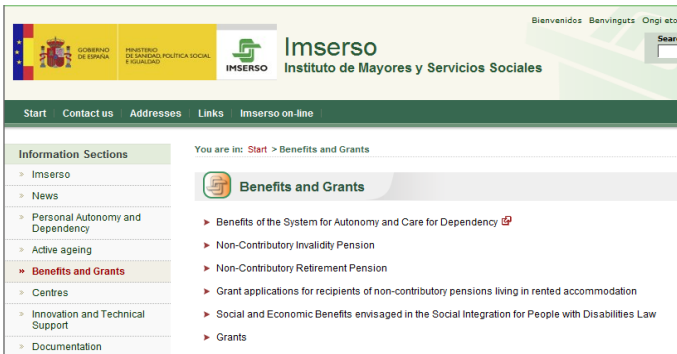 Bienvenidos Benvinguts Ongi eto
GOBIERNO
DE ESPAÑA
MINISTERIO
DE SANIDAD, POLÍTICA SOCIAL
E IGUALDAD
IMSERSO
Imserso
Instituto de Mayores y Servicios Sociales
Sear
Start Contact us Addresses Links Imserso on-line
Information Sections
» Imserso
» News
» Personal Autonomy and
Dependency
» Active ageing
» Benefits and Grants
» Centres
» Innovation and Technical
Support
» Documentation
You are in: Start > Benefits and Grants
Benefits and Grants
Benefits of the System for Autonomy and Care for Dependency
Non-Contributory Invalidity Pension
Non-Contributory Retirement Pension
Grant applications for recipients of non-contributory pensions living in rented accommodation
Social and Economic Benefits envisaged in the Social Integration for People with Disabilities Law
Grants